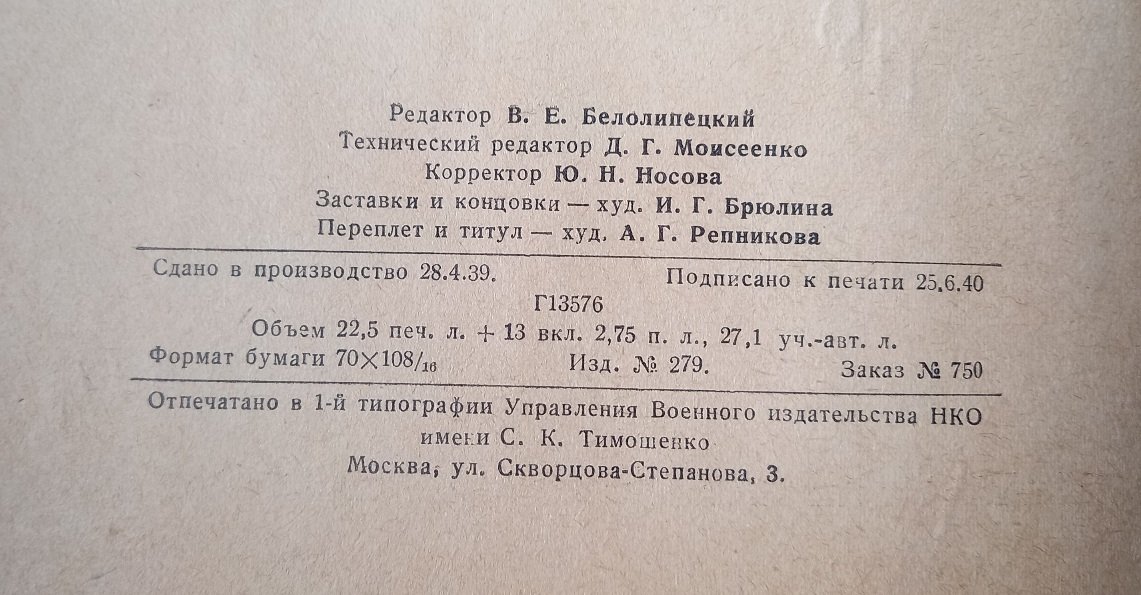 Редактор В. Е. Белолипецкий
Технический редактор Д. Г. Моисеенко
Корректор Ю. Н. Носова
Заставки и концовки — худ. И. Г. Брюлина
Переплет и титул — худ. А. Г. Репникова
Сдано в производство 28.4.39. Подписано к печати 25.6.40
Г13576
Объем 22,5 печ. л. + 13 вкл. 2,75 п. л., 27,1 уч.-авт. л.
Формат бумаги 70×108/16 Изд. № 279. Заказ № 750
Отпечатано в 1-й типографии Управления Военного издательства НКО
имени С. К. Тимошенко
Москва, ул. Скворцова-Степанова, 3.